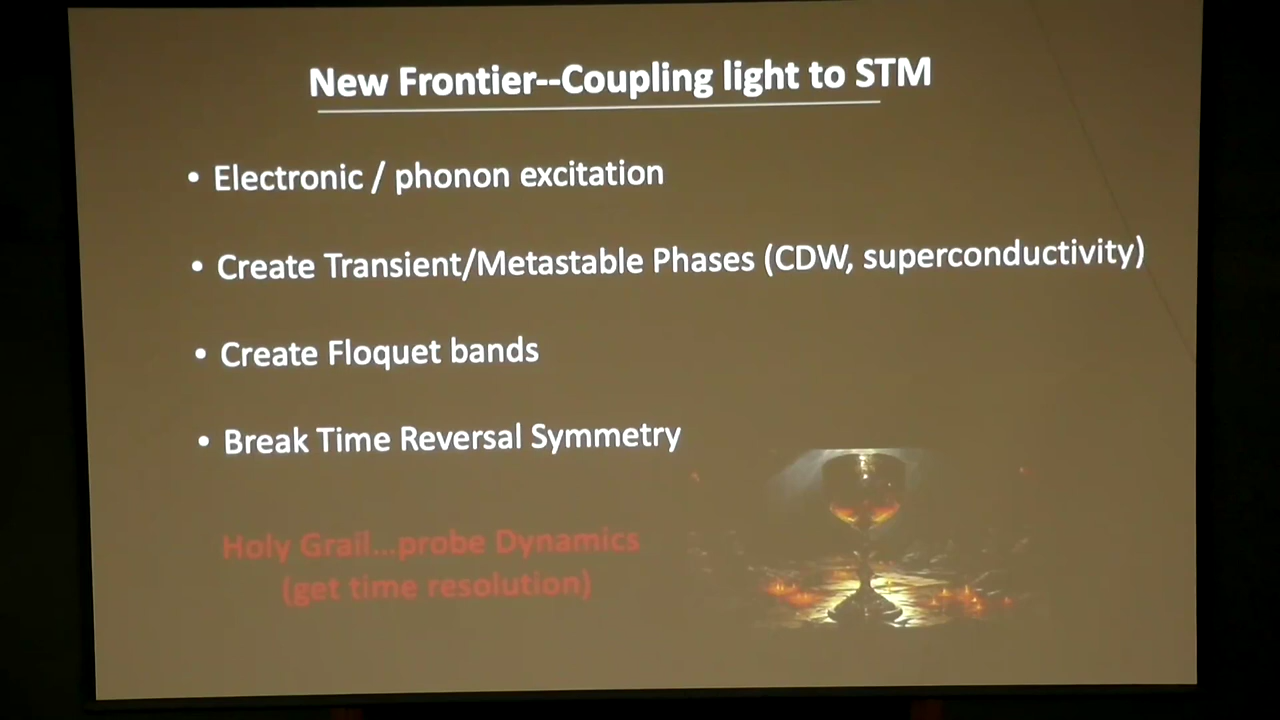 New Frontier--Coupling light to STM
• Electronic / phonon excitation
• Create Transient/Metastable Phases (CDW, superconductivity)
• Create Floquet bands
• Break Time Reversal Symmetry
Holy Grail...probe Dynamics
(get time resolution)